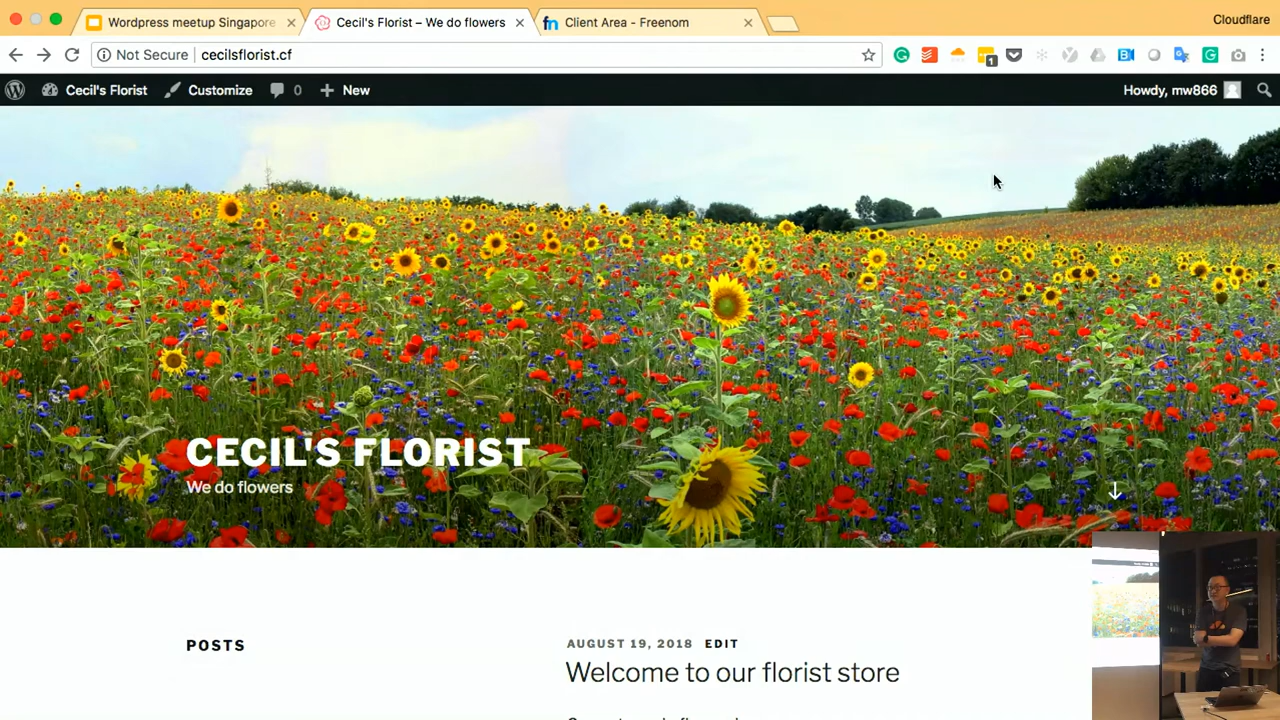 Wordpress meetup Singapore
Cecil's Florist – We do flowers
fn Client Area - Freenom
Cloudflare
Not Secure cecilsflorist.cf
1
Cecil's Florist
Customize
0
New
Howdy, mw866
CECIL'S FLORIST
We do flowers
POSTS
AUGUST 19, 2018 EDIT
Welcome to our florist store